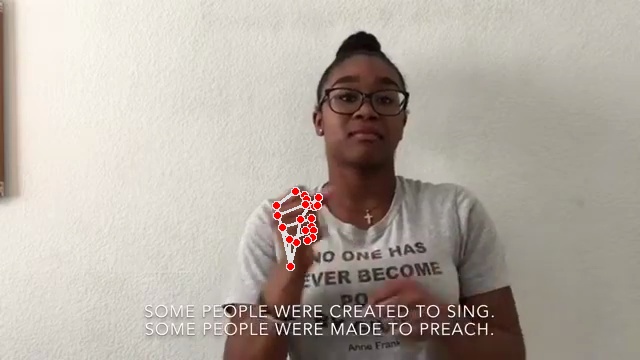 NO ONE HAS
EVER BECOME
PO
Anne Frank
SOME PEOPLE WERE CREATED TO SING.
SOME PEOPLE WERE MADE TO PREACH.